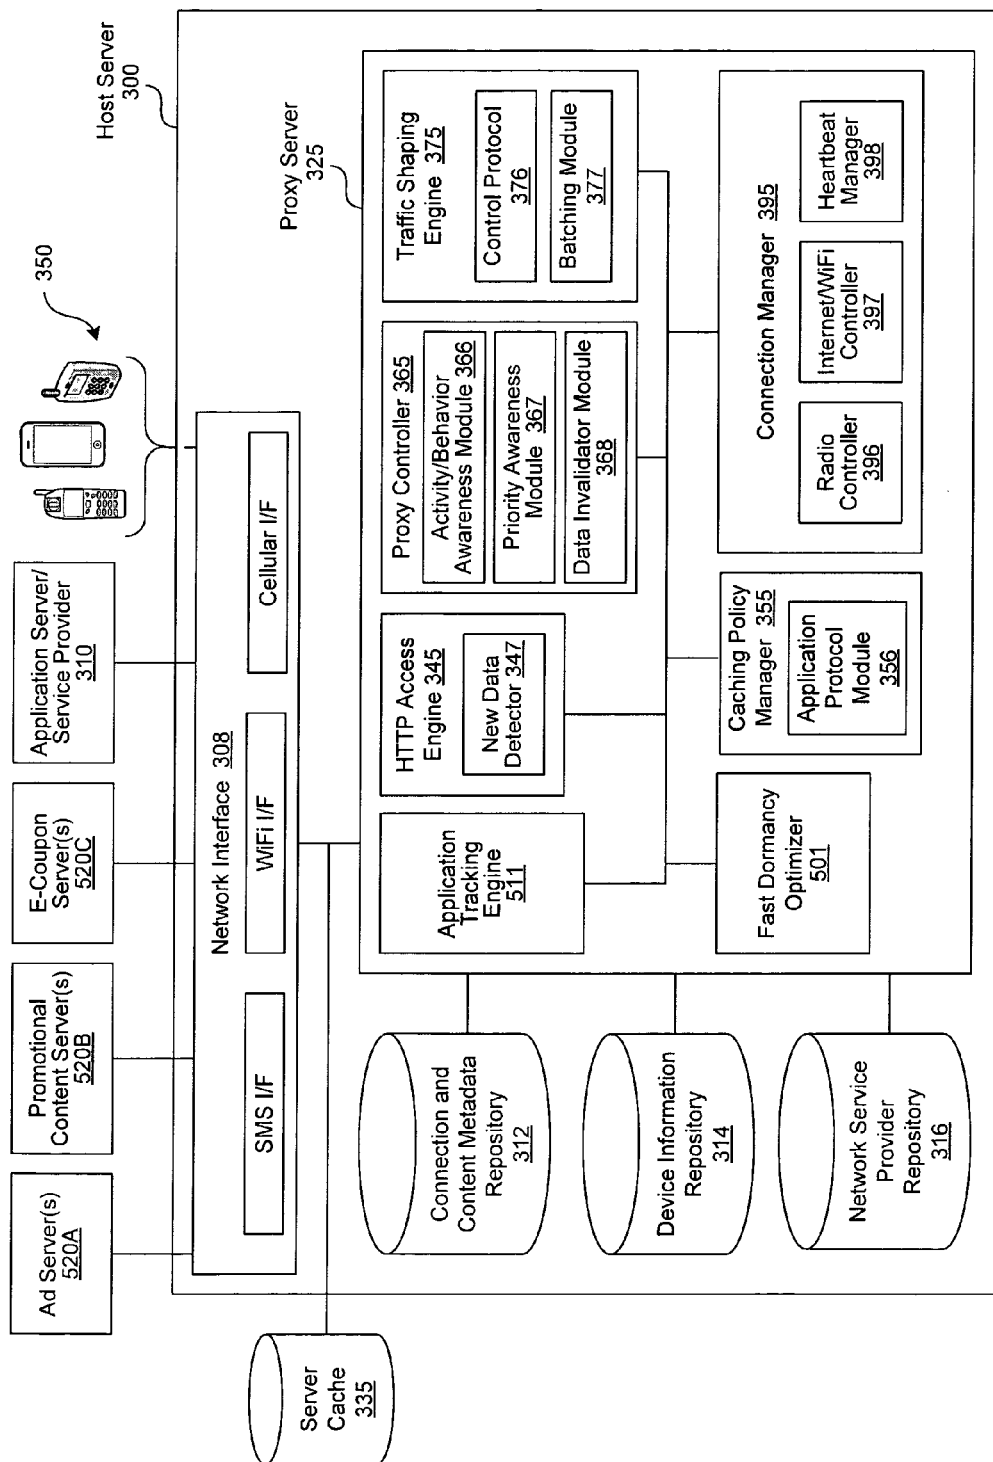 Host Server
300
350
Ad Server(s)
520A
Promotional
Content Server(s)
520B
E-Coupon
Server(s)
520C
Application Server/
Service Provider
310
Network Interface 308
SMS I/F
WiFi I/F
Cellular I/F
Server
Cache
335
Proxy Server
325
Connection and
Content Metadata
Repository
312
Device Information
Repository
314
Network Service
Provider
Repository
316
Application
Tracking
Engine
511
HTTP Access
Engine 345
New Data
Detector 347
Proxy Controller 365
Activity/Behavior
Awareness Module 366
Priority Awareness
Module 367
Data Invalidator Module
368
Traffic Shaping
Engine 375
Control Protocol
376
Batching Module
377
Fast Dormancy
Optimizer
501
Caching Policy
Manager 355
Application
Protocol
Module
356
Connection Manager 395
Radio
Controller
396
Internet/WiFi
Controller
397
Heartbeat
Manager
398